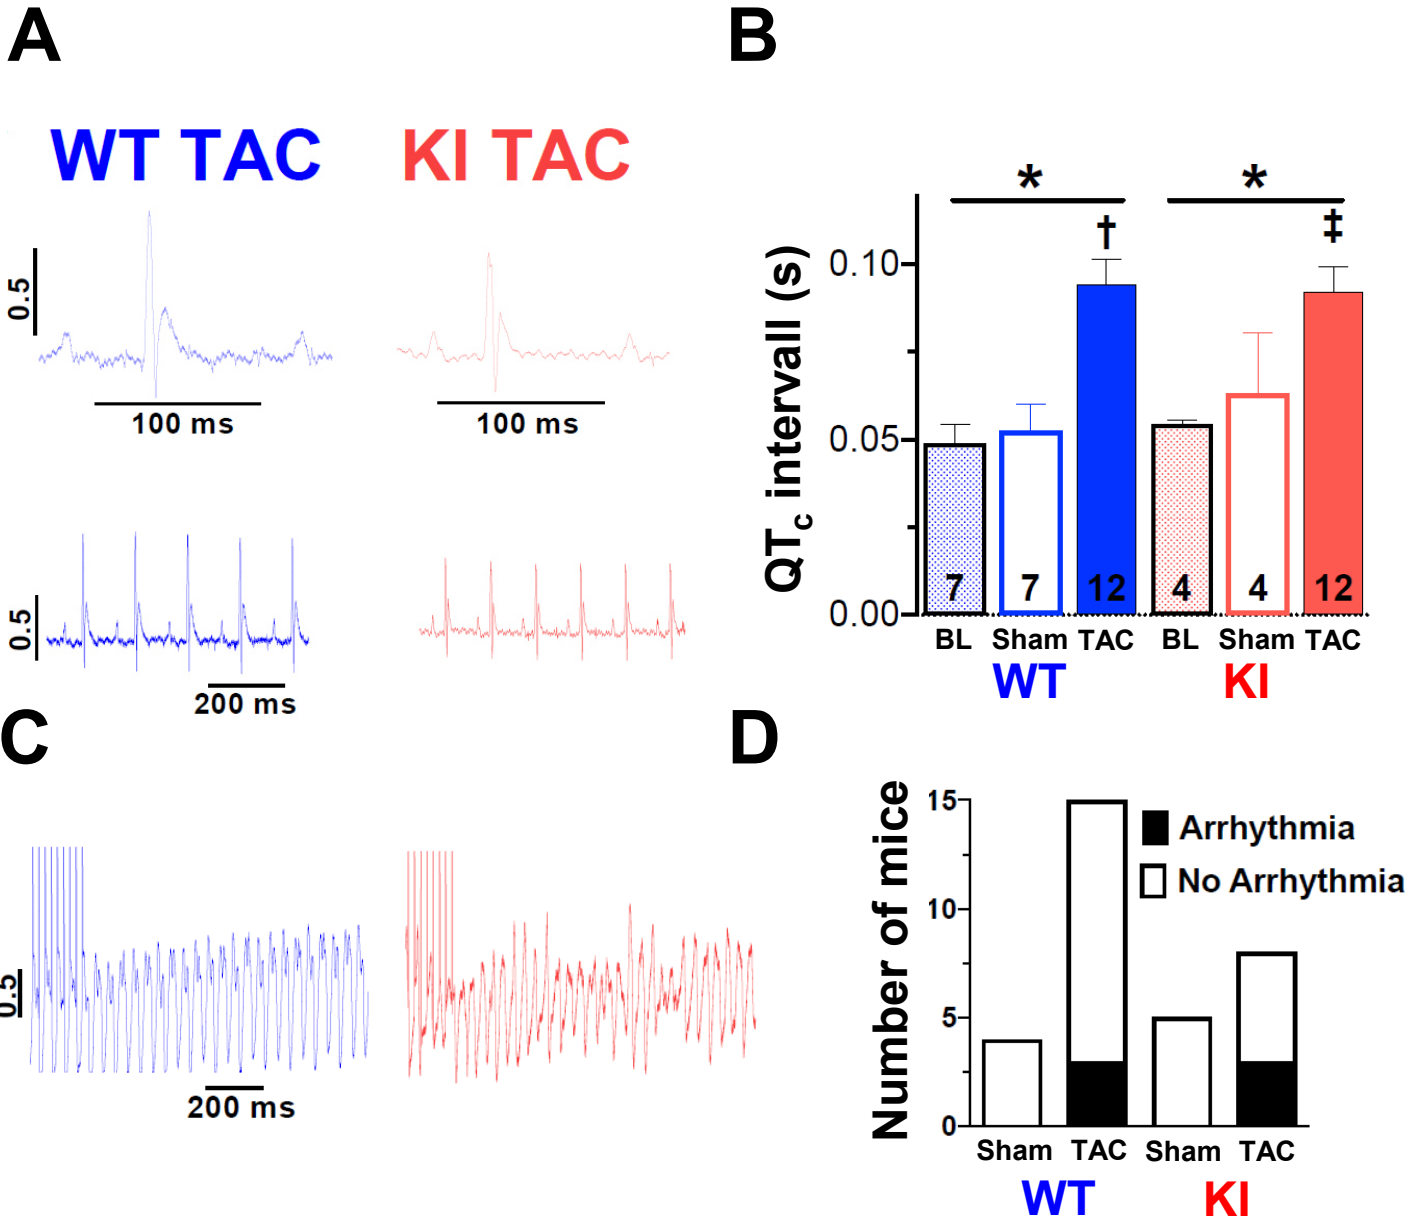 A
WT TAC
KI TAC
0.5
100 ms
100 ms
0.5
200 ms
B
QTc intervall (s)
* *
† ‡
0.10
0.05
0.00
7 7 12 4 4 12
BL Sham TAC BL Sham TAC
WT KI
C
0.5
200 ms
D
Number of mice
15
10
5
0
Arrhythmia
No Arrhythmia
Sham TAC Sham TAC
WT KI